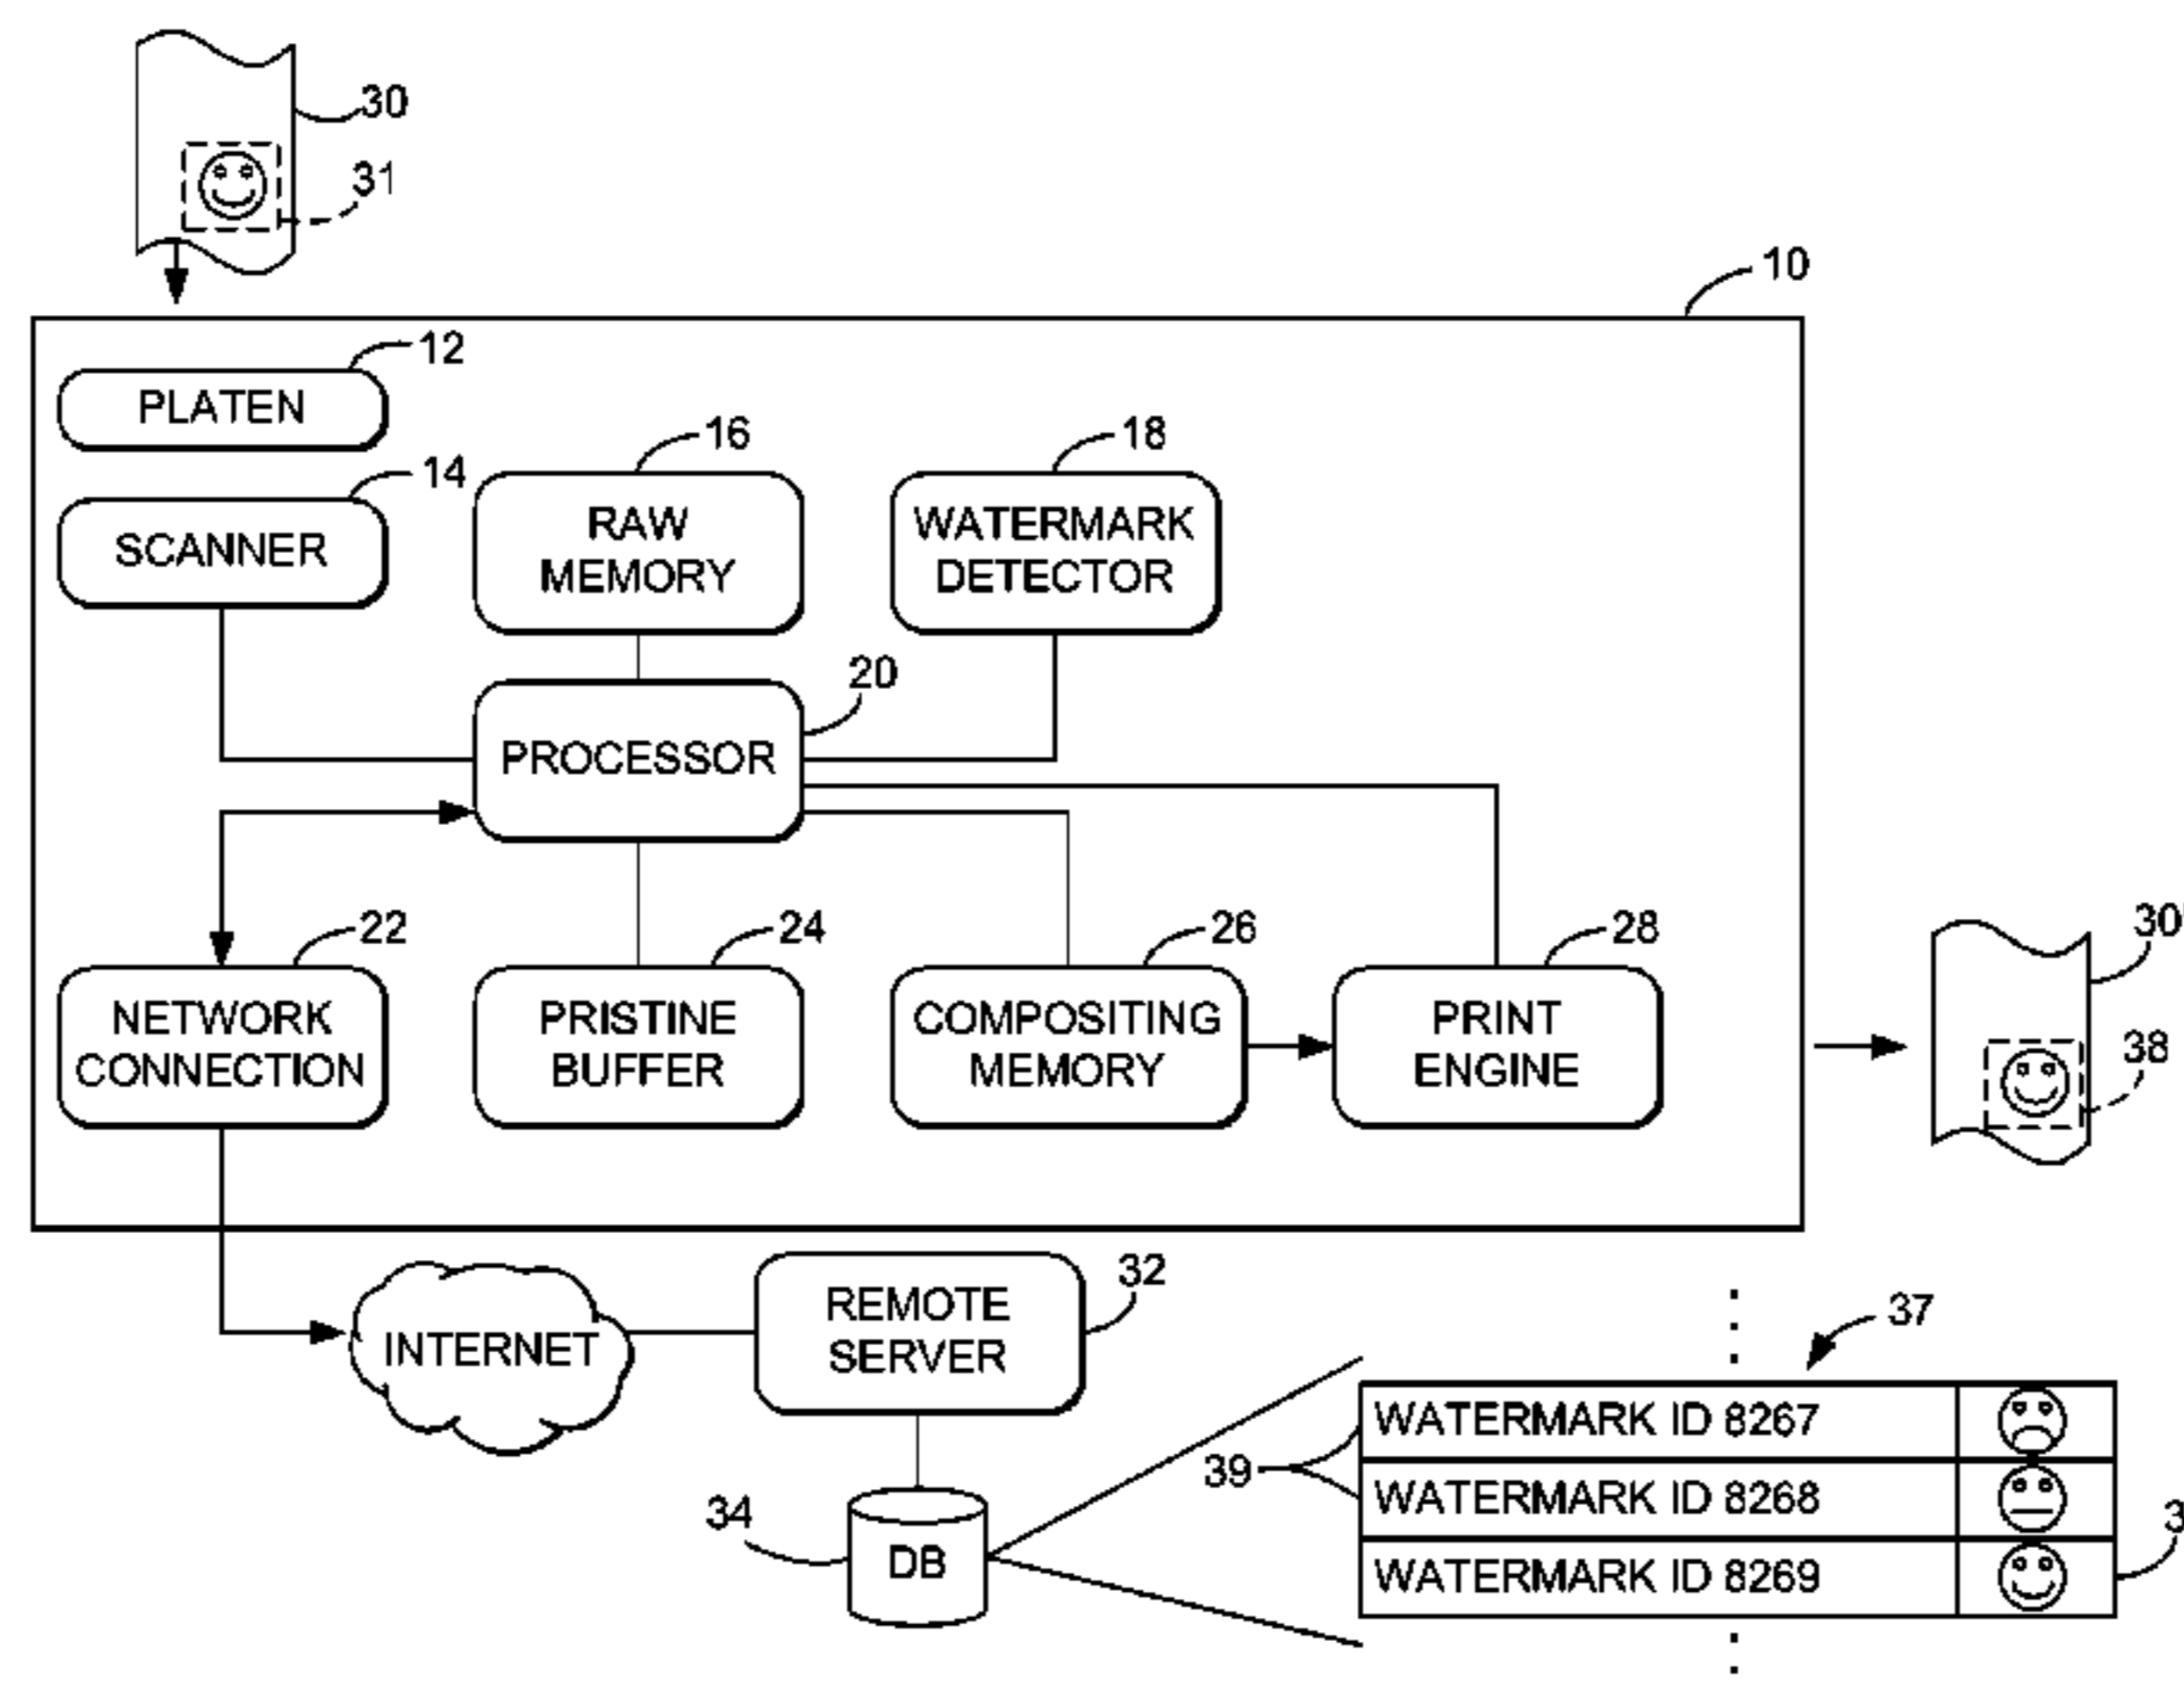 30
31
10
12
PLATEN
14
SCANNER
16
RAW
MEMORY
18
WATERMARK
DETECTOR
20
PROCESSOR
22
NETWORK
CONNECTION
24
PRISTINE
BUFFER
26
COMPOSITING
MEMORY
28
PRINT
ENGINE
30
38
INTERNET
32
REMOTE
SERVER
34
DB
37
39
WATERMARK ID 8267
WATERMARK ID 8268
WATERMARK ID 8269